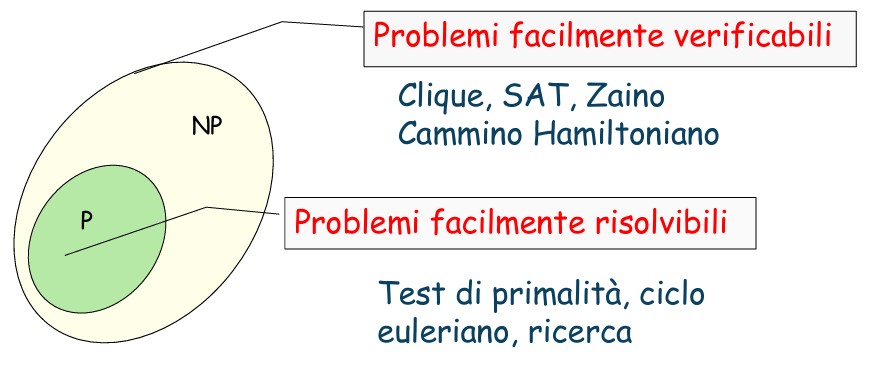 Problemi facilmente verificabili
Clique, SAT, Zaino
Cammino Hamiltoniano
NP
P
Problemi facilmente risolvibili
Test di primalità, ciclo
euleriano, ricerca